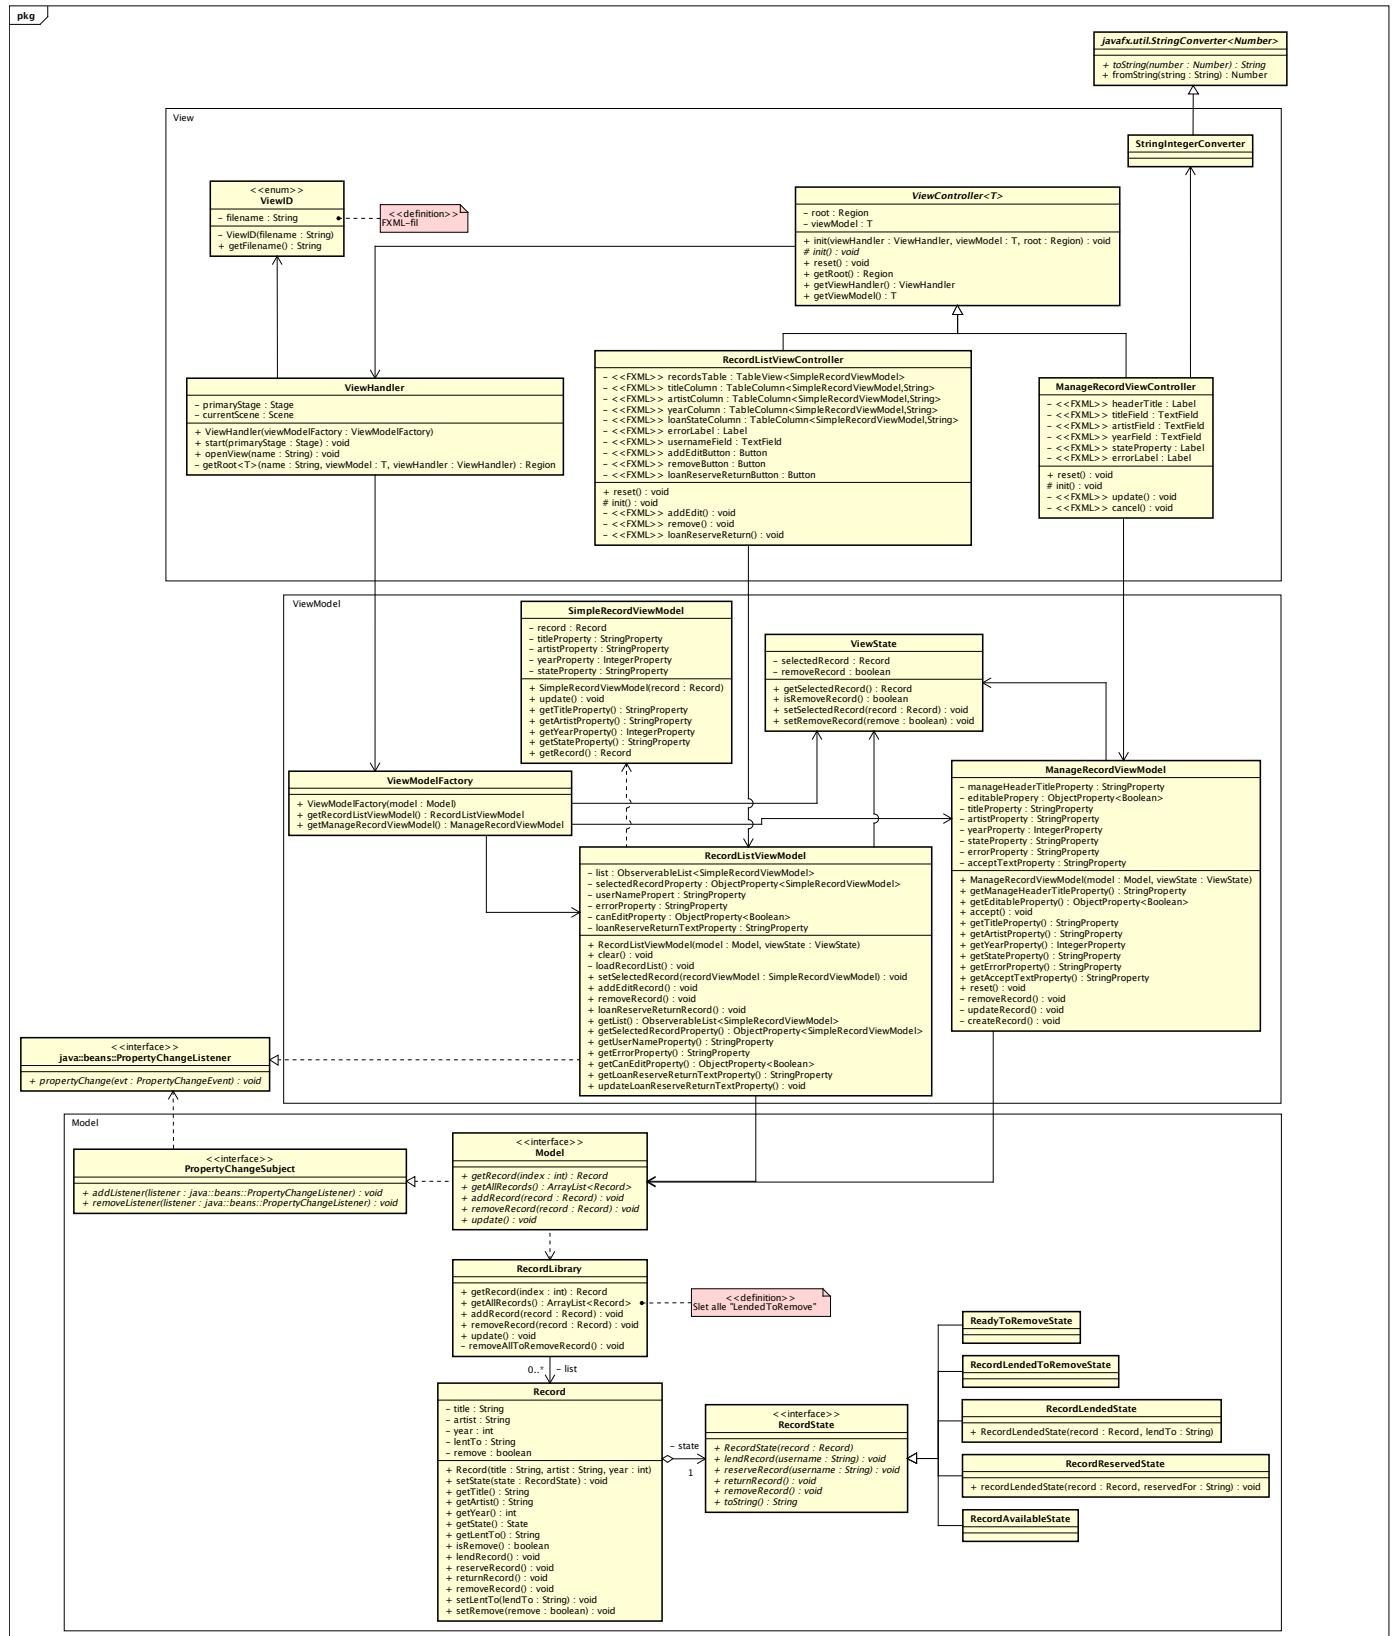 pkg
javafx.util.StringConverter<Number>
+ toString(number : Number) : String
+ fromString(string : String) : Number
View
StringIntegerConverter
<<enum>>
ViewID
– filename : String
– ViewID(filename : String)
+ getFilename() : String
<<definition>>
FXML-fil
ViewController<T>
– root : Region
– viewModel : T
+ init(viewHandler : ViewHandler, viewModel : T, root : Region) : void
# init() : void
+ reset() : void
+ getRoot() : Region
+ getViewHandler() : ViewHandler
+ getViewModel() : T
ViewHandler
– primaryStage : Stage
– currentScene : Scene
+ ViewHandler(viewModelFactory : ViewModelFactory)
+ start(primaryStage : Stage) : void
+ openView(name : String) : void
– getRoot<T>(name : String, viewModel : T, viewHandler : ViewHandler) : Region
RecordListViewController
– <<FXML>> recordsTable : TableView<SimpleRecordViewModel>
– <<FXML>> titleColumn : TableColumn<SimpleRecordViewModel,String>
– <<FXML>> artistColumn : TableColumn<SimpleRecordViewModel,String>
– <<FXML>> yearColumn : TableColumn<SimpleRecordViewModel,String>
– <<FXML>> loanStateColumn : TableColumn<SimpleRecordViewModel,String>
– <<FXML>> errorLabel : Label
– <<FXML>> usernameField : TextField
– <<FXML>> addEditButton : Button
– <<FXML>> removeButton : Button
– <<FXML>> loanReserveReturnButton : Button
+ reset() : void
# init() : void
– <<FXML>> addEdit() : void
– <<FXML>> remove() : void
– <<FXML>> loanReserveReturn() : void
ManageRecordViewController
– <<FXML>> headerTitle : Label
– <<FXML>> titleField : TextField
– <<FXML>> artistField : TextField
– <<FXML>> yearField : TextField
– <<FXML>> stateProperty : Label
– <<FXML>> errorLabel : Label
+ reset() : void
# init() : void
– <<FXML>> update() : void
– <<FXML>> cancel() : void
ViewModel
SimpleRecordViewModel
– record : Record
– titleProperty : StringProperty
– artistProperty : StringProperty
– yearProperty : IntegerProperty
– stateProperty : StringProperty
+ SimpleRecordViewModel(record : Record)
+ update() : void
+ getTitleProperty() : StringProperty
+ getArtistProperty() : StringProperty
+ getYearProperty() : IntegerProperty
+ getStateProperty() : StringProperty
+ getRecord() : Record
ViewState
– selectedRecord : Record
– removeRecord : boolean
+ getSelectedRecord() : Record
+ isRemoveRecord() : boolean
+ setSelectedRecord(record : Record) : void
+ setRemoveRecord(remove : boolean) : void
ViewModelFactory
+ ViewModelFactory(model : Model)
+ getRecordListViewModel() : RecordListViewModel
+ getManageRecordViewModel() : ManageRecordViewModel
ManageRecordViewModel
– manageHeaderTitleProperty : StringProperty
– editablePropery : ObjectProperty<Boolean>
– titleProperty : StringProperty
– artistProperty : StringProperty
– yearProperty : IntegerProperty
– stateProperty : StringProperty
– errorProperty : StringProperty
– acceptTextProperty : StringProperty
+ ManageRecordViewModel(model : Model, viewState : ViewState)
+ getManageHeaderTitleProperty() : StringProperty
+ getEditableProperty() : ObjectProperty<Boolean>
+ accept() : void
+ getTitleProperty() : StringProperty
+ getArtistProperty() : StringProperty
+ getYearProperty() : IntegerProperty
+ getStateProperty() : StringProperty
+ getErrorProperty() : StringProperty
+ getAcceptTextProperty() : StringProperty
+ reset() : void
– removeRecord() : void
– updateRecord() : void
– createRecord() : void
RecordListViewModel
– list : ObserverableList<SimpleRecordViewModel>
– selectedRecordProperty : ObjectProperty<SimpleRecordViewModel>
– userNamePropert : StringProperty
– errorProperty : StringProperty
– canEditProperty : ObjectProperty<Boolean>
– loanReserveReturnTextProperty : StringProperty
+ RecordListViewModel(model : Model, viewState : ViewState)
+ clear() : void
– loadRecordList() : void
+ setSelectedRecord(recordViewModel : SimpleRecordViewModel) : void
+ addEditRecord() : void
+ removeRecord() : void
+ loanReserveReturnRecord() : void
+ getList() : ObserverableList<SimpleRecordViewModel>
+ getSelectedRecordProperty() : ObjectProperty<SimpleRecordViewModel>
+ getUserNameProperty() : StringProperty
+ getErrorProperty() : StringProperty
+ getCanEditProperty() : ObjectProperty<Boolean>
+ getLoanReserveReturnTextProperty() : StringProperty
+ updateLoanReserveReturnTextProperty() : void
<<interface>>
java::beans::PropertyChangeListener
+ propertyChange(evt : PropertyChangeEvent) : void
Model
<<interface>>
PropertyChangeSubject
+ addListener(listener : java::beans::PropertyChangeListener) : void
+ removeListener(listener : java::beans::PropertyChangeListener) : void
<<interface>>
Model
+ getRecord(index : int) : Record
+ getAllRecords() : ArrayList<Record>
+ addRecord(record : Record) : void
+ removeRecord(record : Record) : void
+ update() : void
RecordLibrary
+ getRecord(index : int) : Record
+ getAllRecords() : ArrayList<Record>
+ addRecord(record : Record) : void
+ removeRecord(record : Record) : void
+ update() : void
– removeAllToRemoveRecord() : void
<<definition>>
Slet alle "LendedToRemove"
0..* – list
Record
– title : String
– artist : String
– year : int
– lentTo : String
– remove : boolean
+ Record(title : String, artist : String, year : int)
+ setState(state : RecordState) : void
+ getTitle() : String
+ getArtist() : String
+ getYear() : int
+ getState() : State
+ getLentTo() : String
+ isRemove() : boolean
+ lendRecord() : void
+ reserveRecord() : void
+ returnRecord() : void
+ removeRecord() : void
+ setLentTo(lendTo : String) : void
+ setRemove(remove : boolean) : void
– state
1
<<interface>>
RecordState
+ RecordState(record : Record)
+ lendRecord(username : String) : void
+ reserveRecord(username : String) : void
+ returnRecord() : void
+ removeRecord() : void
+ toString() : String
ReadyToRemoveState
RecordLendedToRemoveState
RecordLendedState
+ RecordLendedState(record : Record, lendTo : String)
RecordReservedState
+ recordLendedState(record : Record, reservedFor : String) : void
RecordAvailableState